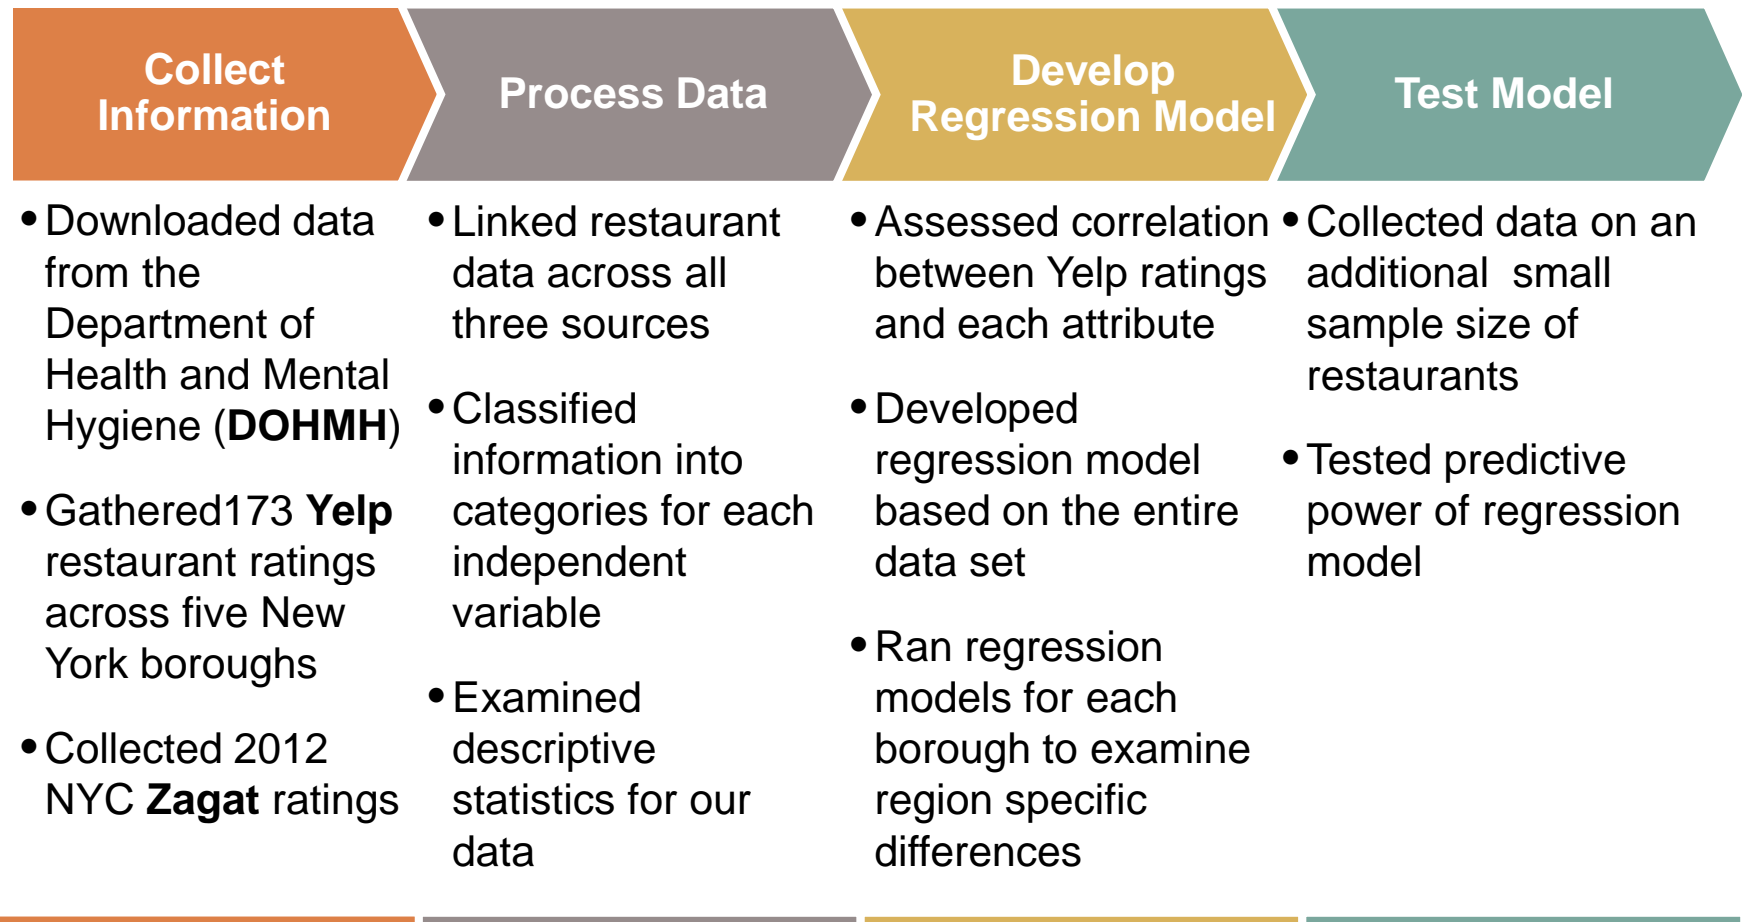 Collect
Information
Process Data
Develop
Regression Model
Test Model
•Downloaded data
from the
Department of
Health and Mental
Hygiene (DOHMH)
•Gathered173 Yelp
restaurant ratings
across five New
York boroughs
•Collected 2012
NYC Zagat ratings
•Linked restaurant
data across all
three sources
•Classified
information into
categories for each
independent
variable
•Examined
descriptive
statistics for our
data
•Assessed correlation
between Yelp ratings
and each attribute
•Developed
regression model
based on the entire
data set
•Ran regression
models for each
borough to examine
region specific
differences
•Collected data on an
additional  small
sample size of
restaurants
•Tested predictive
power of regression
model